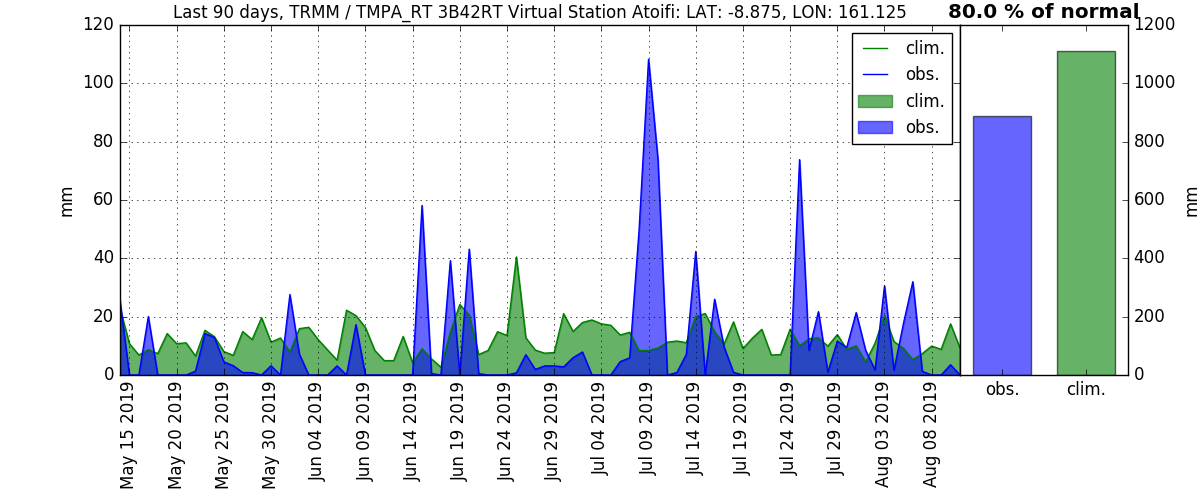 Last 90 days, TRMM / TMPA_RT 3B42RT Virtual Station Atoifi: LAT: -8.875, LON: 161.125
80.0 % of normal
120
100
80
60
40
20
0
mm
clim.
obs.
clim.
obs.
1200
1000
800
600
400
200
0
mm
obs.
clim.
May 15 2019
May 20 2019
May 25 2019
May 30 2019
Jun 04 2019
Jun 09 2019
Jun 14 2019
Jun 19 2019
Jun 24 2019
Jun 29 2019
Jul 04 2019
Jul 09 2019
Jul 14 2019
Jul 19 2019
Jul 24 2019
Jul 29 2019
Aug 03 2019
Aug 08 2019